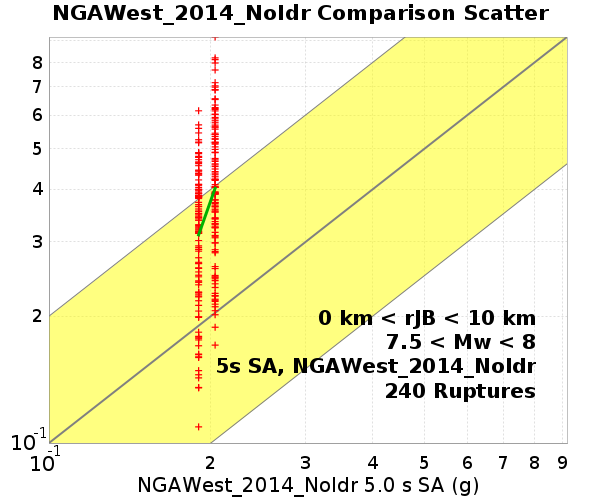 NGAWest_2014_NoIdr Comparison Scatter
8
7
6
5
4
3
2
10-1
0 km < rJB < 10 km
7.5 < Mw < 8
5s SA, NGAWest_2014_NoIdr
240 Ruptures
10-1 2 3 4 5 6 7 8 9
NGAWest_2014_NoIdr 5.0 s SA (g)